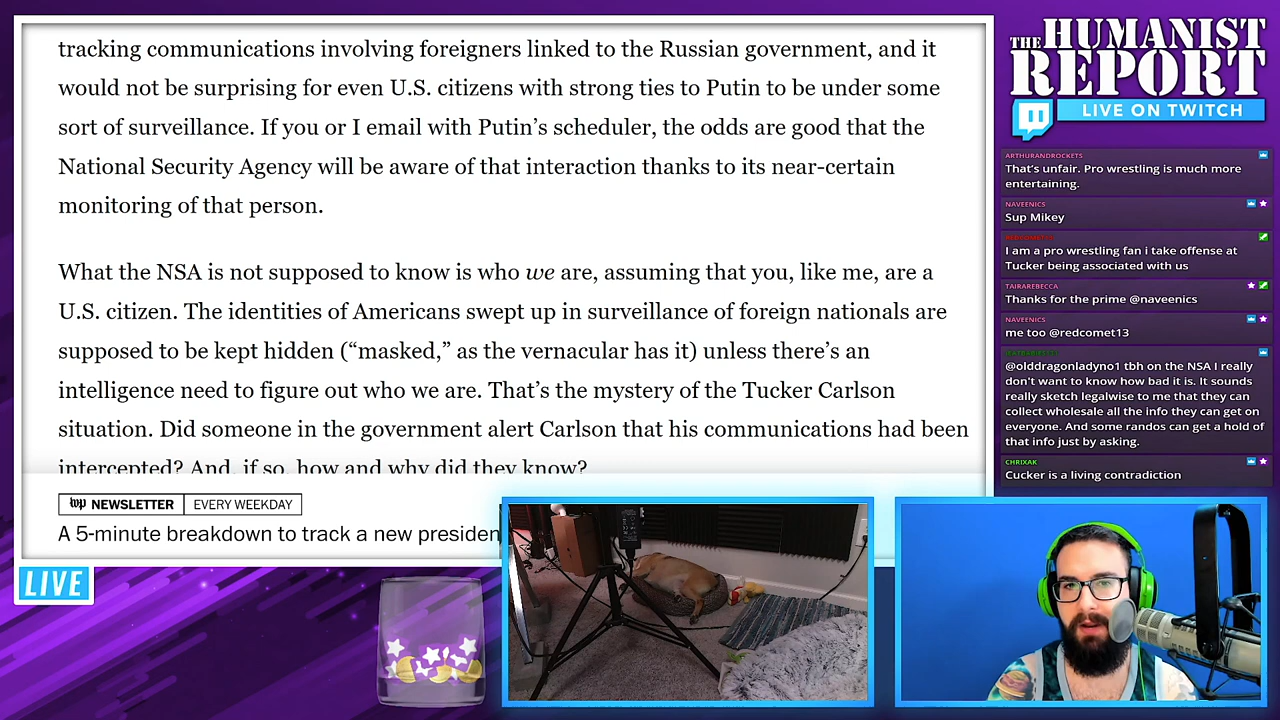 tracking communications involving foreigners linked to the Russian government, and it
would not be surprising for even U.S. citizens with strong ties to Putin to be under some
sort of surveillance. If you or I email with Putin’s scheduler, the odds are good that the
National Security Agency will be aware of that interaction thanks to its near-certain
monitoring of that person.
What the NSA is not supposed to know is who we are, assuming that you, like me, are a
U.S. citizen. The identities of Americans swept up in surveillance of foreign nationals are
supposed to be kept hidden (“masked,” as the vernacular has it) unless there’s an
intelligence need to figure out who we are. That’s the mystery of the Tucker Carlson
situation. Did someone in the government alert Carlson that his communications had been
intercepted? And, if so, how and why did they know?
wp NEWSLETTER EVERY WEEKDAY
A 5-minute breakdown to track a new presiden
LIVE
THE HUMANIST
REPORT
LIVE ON TWITCH
ARTHURANDROCKETS
That's unfair. Pro wrestling is much more
entertaining.
NAVEENICS
Sup Mikey
REDCOMET13
I am a pro wrestling fan i take offense at
Tucker being associated with us
TAIRAREBECCA
Thanks for the prime @naveenics
NAVEENICS
me too @redcomet13
@olddragonladyno1 tbh on the NSA I really
don't want to know how bad it is. It sounds
really sketch legalwise to me that they can
collect wholesale all the info they can get on
everyone. And some randos can get a hold of
that info just by asking.
CHRIXAK
Cucker is a living contradiction